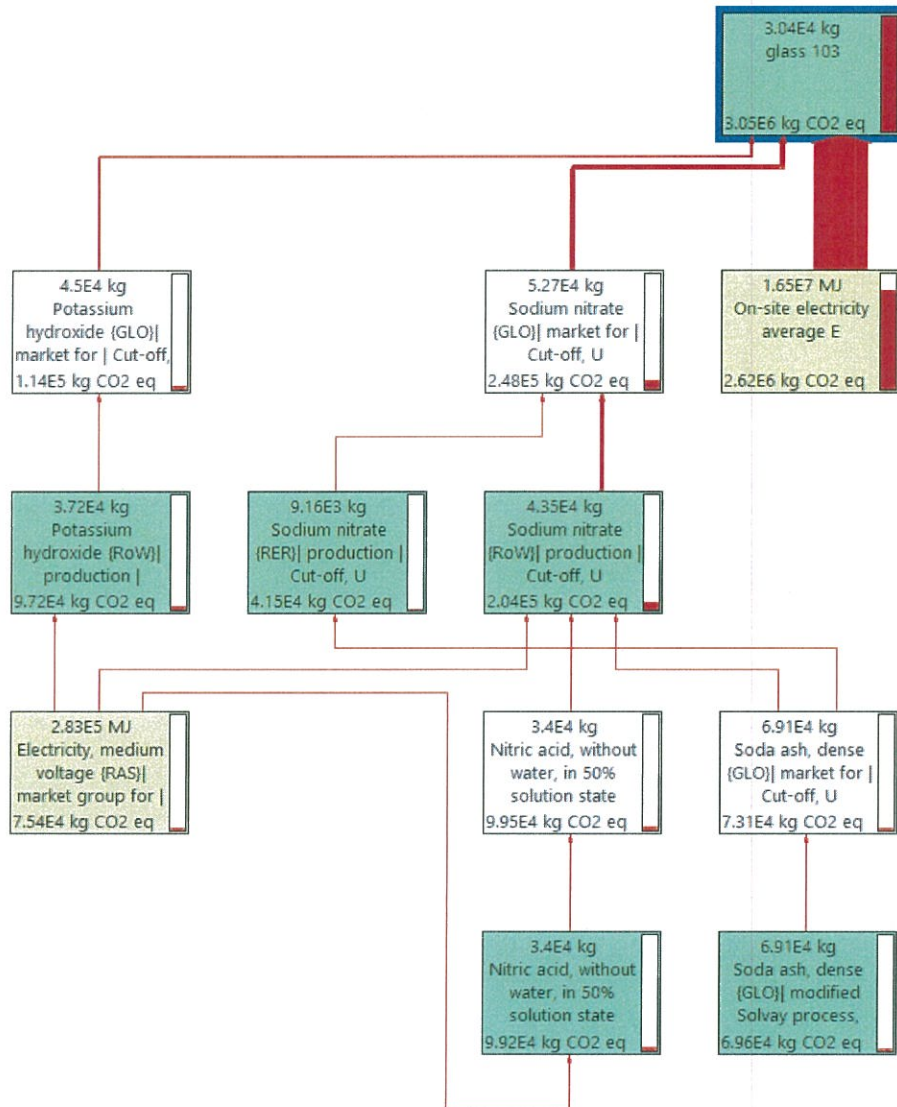 3.04E4 kg
glass 103
3.05E6 kg CO2 eq
4.5E4 kg
Potassium
hydroxide {GLO}|
market for | Cut-off,
1.14E5 kg CO2 eq
5.27E4 kg
Sodium nitrate
{GLO}| market for |
Cut-off, U
2.48E5 kg CO2 eq
1.65E7 MJ
On-site electricity
average E
2.62E6 kg CO2 eq
3.72E4 kg
Potassium
hydroxide {RoW}|
production |
9.72E4 kg CO2 eq
9.16E3 kg
Sodium nitrate
{RER}| production |
Cut-off, U
4.15E4 kg CO2 eq
4.35E4 kg
Sodium nitrate
{RoW}| production |
Cut-off, U
2.04E5 kg CO2 eq
2.83E5 MJ
Electricity, medium
voltage {RAS}|
market group for |
7.54E4 kg CO2 eq
3.4E4 kg
Nitric acid, without
water, in 50%
solution state
9.95E4 kg CO2 eq
6.91E4 kg
Soda ash, dense
{GLO}| market for |
Cut-off, U
7.31E4 kg CO2 eq
3.4E4 kg
Nitric acid, without
water, in 50%
solution state
9.92E4 kg CO2 eq
6.91E4 kg
Soda ash, dense
{GLO}| modified
Solvay process,
6.96E4 kg CO2 eq